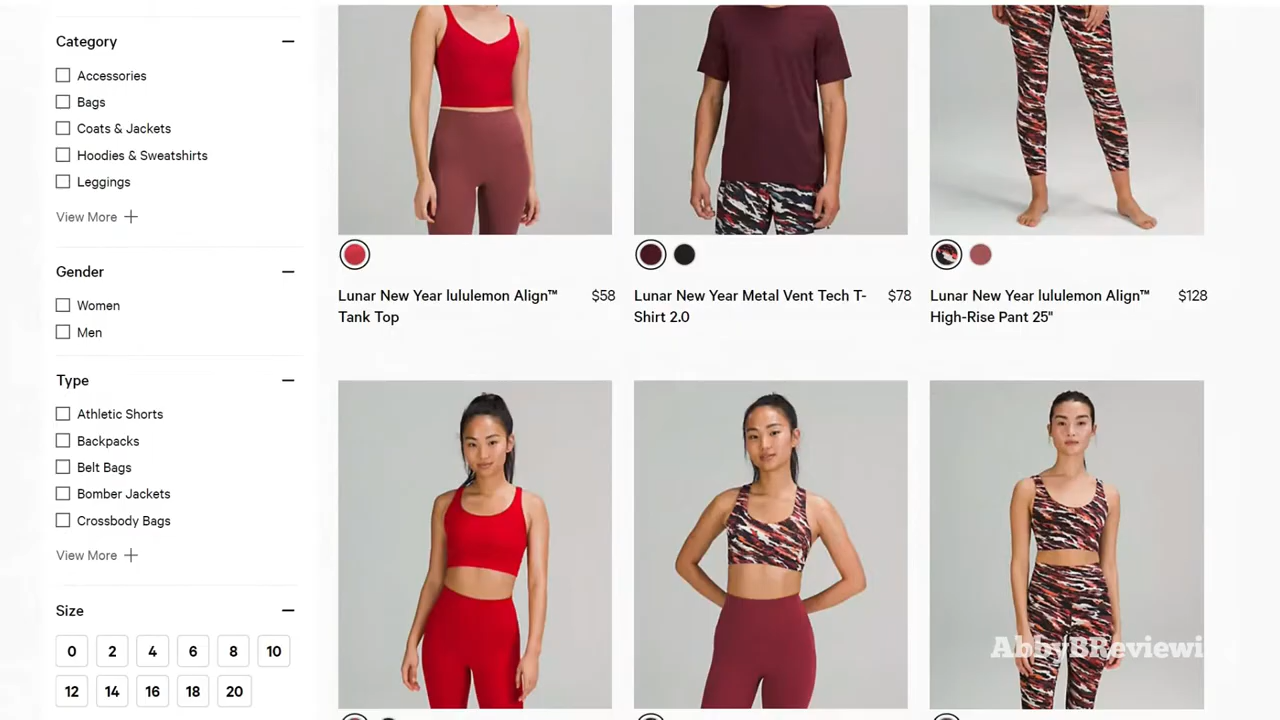 Category
Accessories
Bags
Coats & Jackets
Hoodies & Sweatshirts
Leggings
View More
Gender
Women
Men
Type
Athletic Shorts
Backpacks
Belt Bags
Bomber Jackets
Crossbody Bags
View More
Size
0 2 4 6 8 10
12 14 16 18 20
Lunar New Year lululemon Align™ $58
Tank Top
Lunar New Year Metal Vent Tech T- $78
Shirt 2.0
Lunar New Year lululemon Align™ $128
High-Rise Pant 25"
AbbyBReviewi